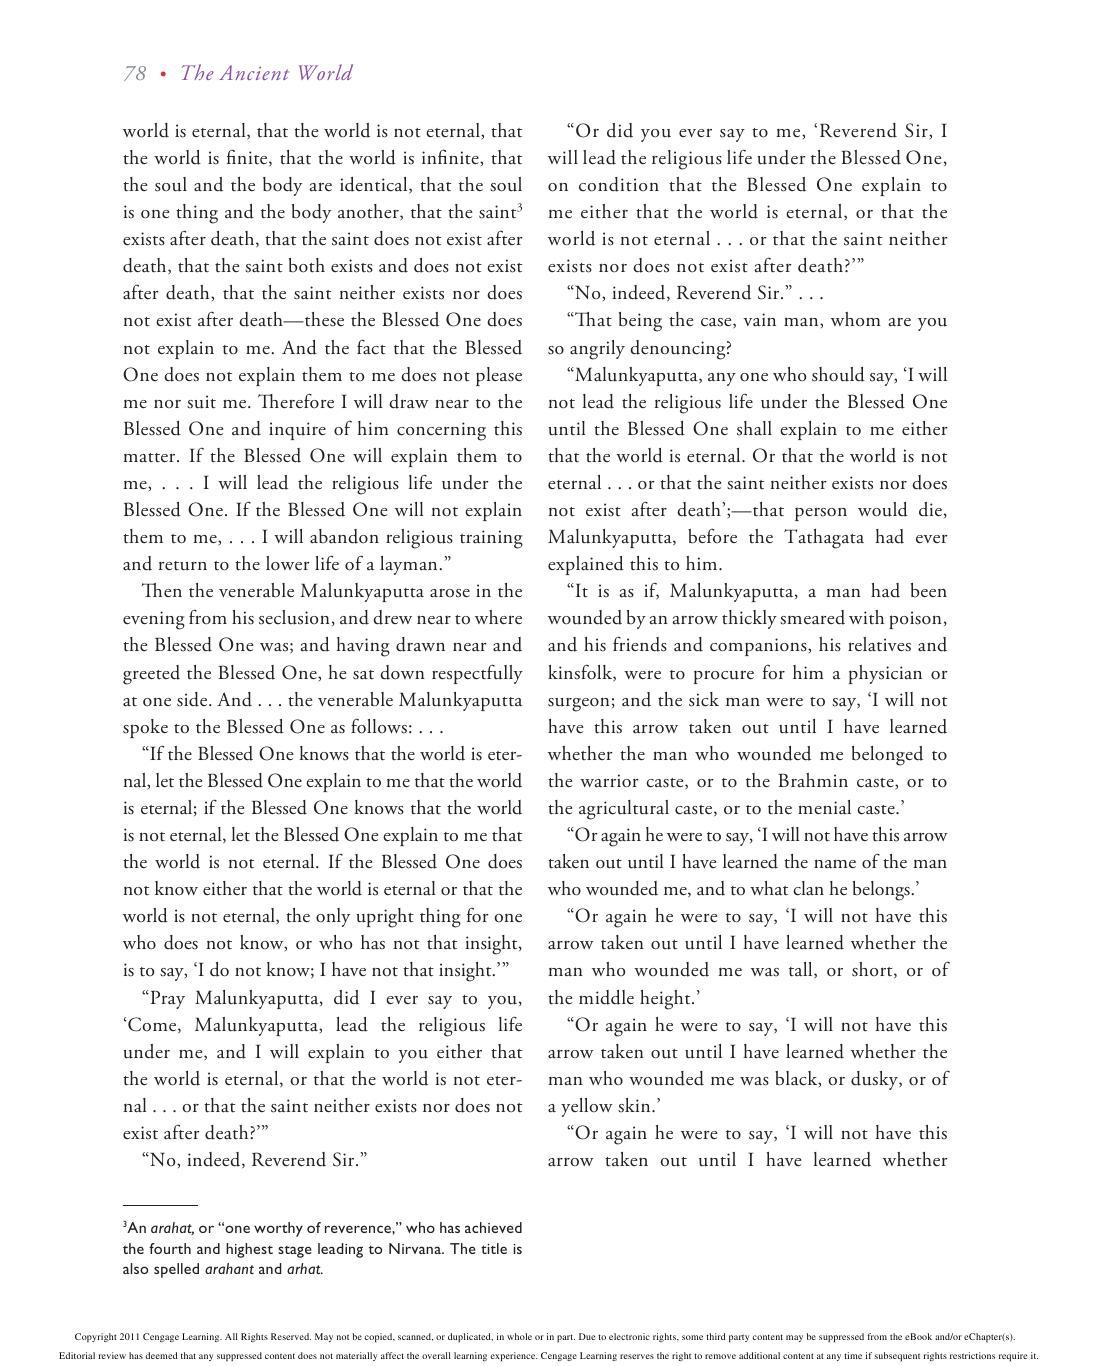 78 • The Ancient World
world is eternal, that the world is not eternal, that
the world is finite, that the world is infinite, that
the soul and the body are identical, that the soul
is one thing and the body another, that the saint³
exists after death, that the saint does not exist after
death, that the saint both exists and does not exist
after death, that the saint neither exists nor does
not exist after death—these the Blessed One does
not explain to me. And the fact that the Blessed
One does not explain them to me does not please
me nor suit me. Therefore I will draw near to the
Blessed One and inquire of him concerning this
matter. If the Blessed One will explain them to
me, . . . I will lead the religious life under the
Blessed One. If the Blessed One will not explain
them to me, . . . I will abandon religious training
and return to the lower life of a layman.”
Then the venerable Malunkyaputta arose in the
evening from his seclusion, and drew near to where
the Blessed One was; and having drawn near and
greeted the Blessed One, he sat down respectfully
at one side. And . . . the venerable Malunkyaputta
spoke to the Blessed One as follows: . . .
“If the Blessed One knows that the world is eter-
nal, let the Blessed One explain to me that the world
is eternal; if the Blessed One knows that the world
is not eternal, let the Blessed One explain to me that
the world is not eternal. If the Blessed One does
not know either that the world is eternal or that the
world is not eternal, the only upright thing for one
who does not know, or who has not that insight,
is to say, ‘I do not know; I have not that insight.’”
“Pray Malunkyaputta, did I ever say to you,
‘Come, Malunkyaputta, lead the religious life
under me, and I will explain to you either that
the world is eternal, or that the world is not eter-
nal . . . or that the saint neither exists nor does not
exist after death?’”
“No, indeed, Reverend Sir.”
³An arahat, or “one worthy of reverence,” who has achieved
the fourth and highest stage leading to Nirvana. The title is
also spelled arahant and arhat.
“Or did you ever say to me, ‘Reverend Sir, I
will lead the religious life under the Blessed One,
on condition that the Blessed One explain to
me either that the world is eternal, or that the
world is not eternal . . . or that the saint neither
exists nor does not exist after death?’”
“No, indeed, Reverend Sir.” . . .
“That being the case, vain man, whom are you
so angrily denouncing?
“Malunkyaputta, any one who should say, ‘I will
not lead the religious life under the Blessed One
until the Blessed One shall explain to me either
that the world is eternal. Or that the world is not
eternal . . . or that the saint neither exists nor does
not exist after death’;—that person would die,
Malunkyaputta, before the Tathagata had ever
explained this to him.
“It is as if, Malunkyaputta, a man had been
wounded by an arrow thickly smeared with poison,
and his friends and companions, his relatives and
kinsfolk, were to procure for him a physician or
surgeon; and the sick man were to say, ‘I will not
have this arrow taken out until I have learned
whether the man who wounded me belonged to
the warrior caste, or to the Brahmin caste, or to
the agricultural caste, or to the menial caste.’
“Or again he were to say, ‘I will not have this arrow
taken out until I have learned the name of the man
who wounded me, and to what clan he belongs.’
“Or again he were to say, ‘I will not have this
arrow taken out until I have learned whether the
man who wounded me was tall, or short, or of
the middle height.’
“Or again he were to say, ‘I will not have this
arrow taken out until I have learned whether the
man who wounded me was black, or dusky, or of
a yellow skin.’
“Or again he were to say, ‘I will not have this
arrow taken out until I have learned whether
Copyright 2011 Cengage Learning. All Rights Reserved. May not be copied, scanned, or duplicated, in whole or in part. Due to electronic rights, some third party content may be suppressed from the eBook and/or eChapter(s).
Editorial review has deemed that any suppressed content does not materially affect the overall learning experience. Cengage Learning reserves the right to remove additional content at any time if subsequent rights restrictions require it.